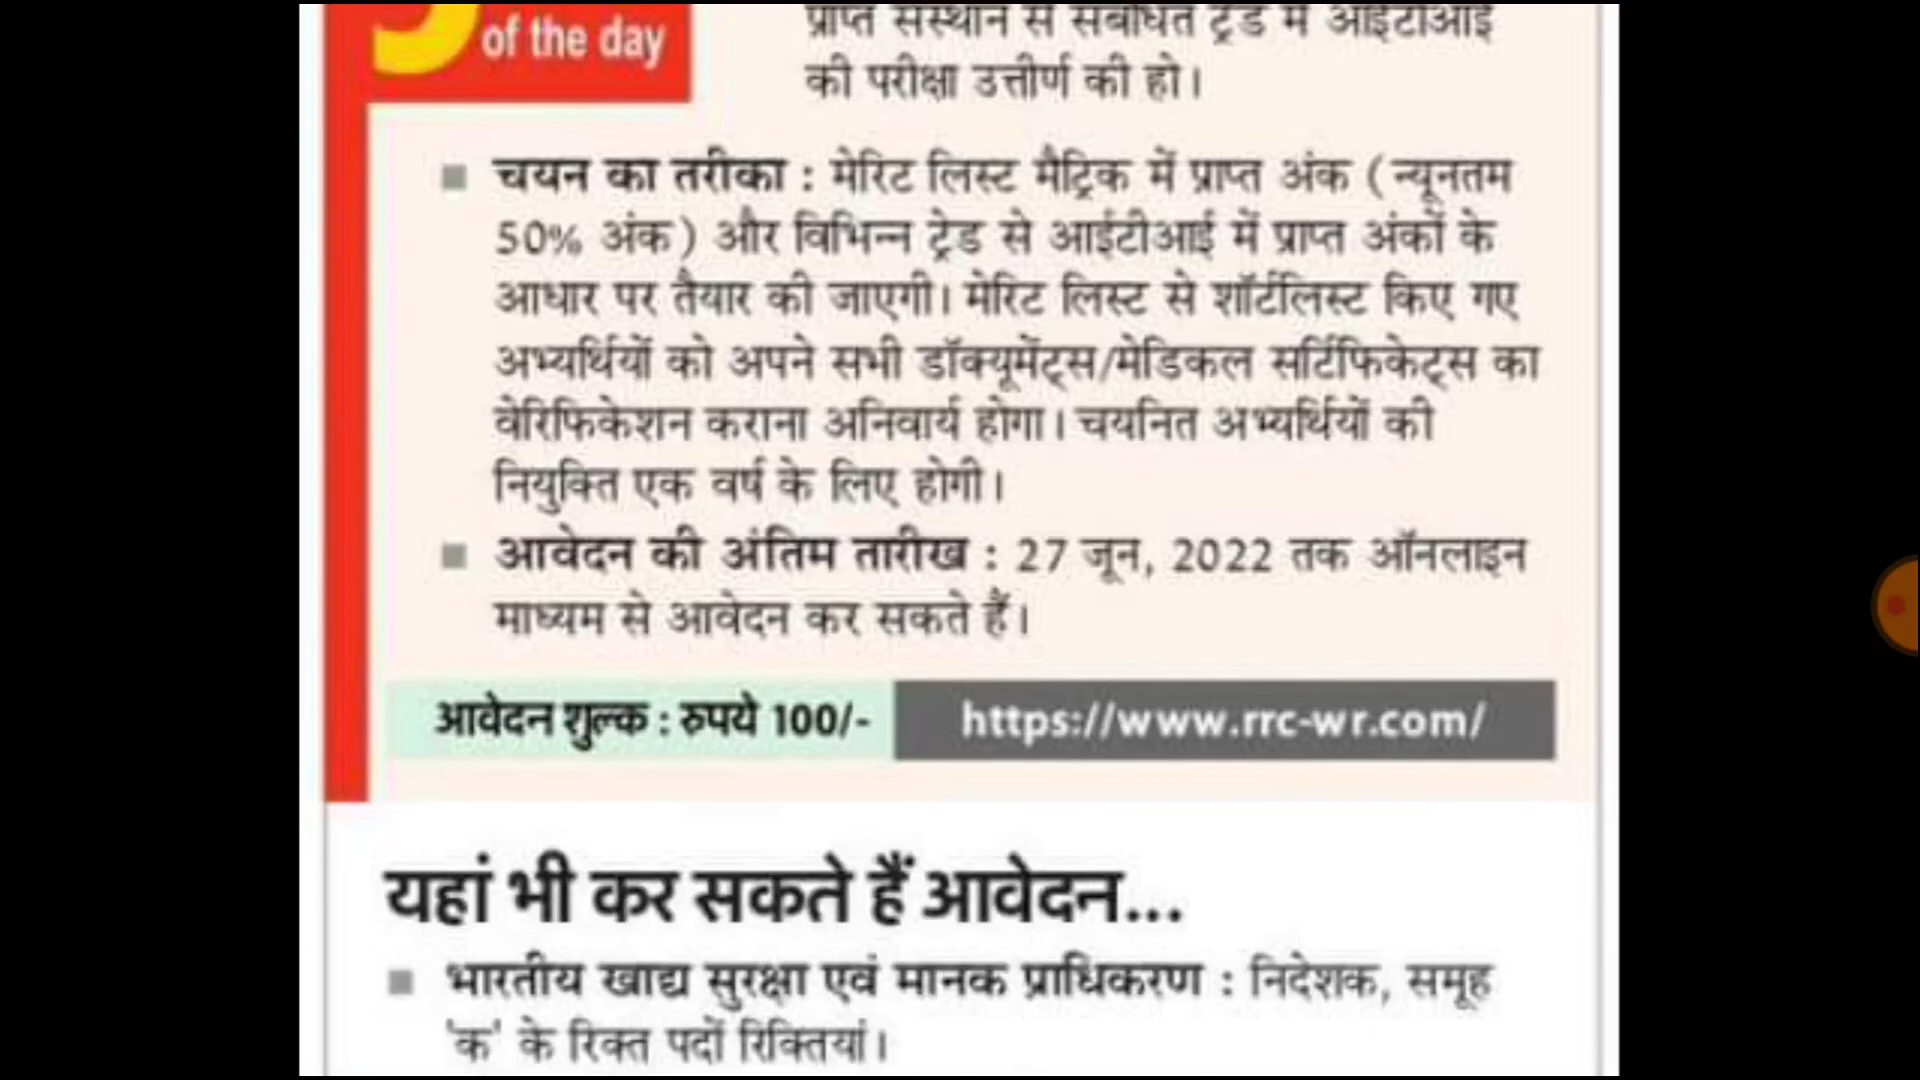 of the day
प्राप्त संस्थान से संबंधित ट्रेड में आईटीआई
की परीक्षा उत्तीर्ण की हो।
चयन का तरीका : मेरिट लिस्ट मैट्रिक में प्राप्त अंक (न्यूनतम
50% अंक) और विभिन्न ट्रेड से आईटीआई में प्राप्त अंकों के
आधार पर तैयार की जाएगी। मेरिट लिस्ट से शॉर्टलिस्ट किए गए
अभ्यर्थियों को अपने सभी डॉक्यूमेंट्स/मेडिकल सर्टिफिकेट्स का
वेरिफिकेशन कराना अनिवार्य होगा। चयनित अभ्यर्थियों की
नियुक्ति एक वर्ष के लिए होगी।
आवेदन की अंतिम तारीख : 27 जून, 2022 तक ऑनलाइन
माध्यम से आवेदन कर सकते हैं।
आवेदन शुल्क : रुपये 100/- https://www.rrc-wr.com/
यहां भी कर सकते हैं आवेदन...
भारतीय खाद्य सुरक्षा एवं मानक प्राधिकरण : निदेशक, समूह
'क' के रिक्त पदों रिक्तियां।